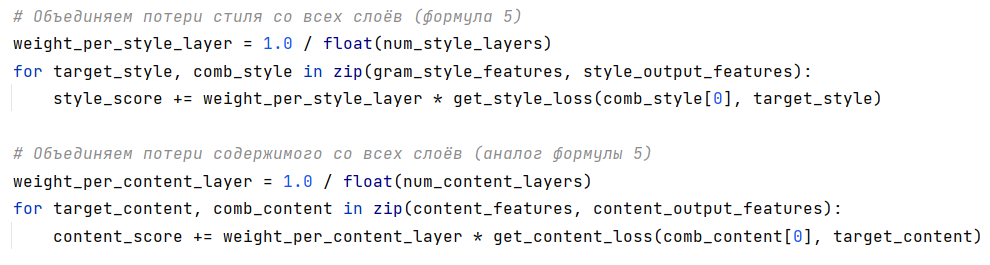 # Объединяем потери стиля со всех слоёв (формула 5)
weight_per_style_layer = 1.0 / float(num_style_layers)
for target_style, comb_style in zip(gram_style_features, style_output_features):
    style_score += weight_per_style_layer * get_style_loss(comb_style[0], target_style)

# Объединяем потери содержимого со всех слоёв (аналог формулы 5)
weight_per_content_layer = 1.0 / float(num_content_layers)
for target_content, comb_content in zip(content_features, content_output_features):
    content_score += weight_per_content_layer * get_content_loss(comb_content[0], target_content)